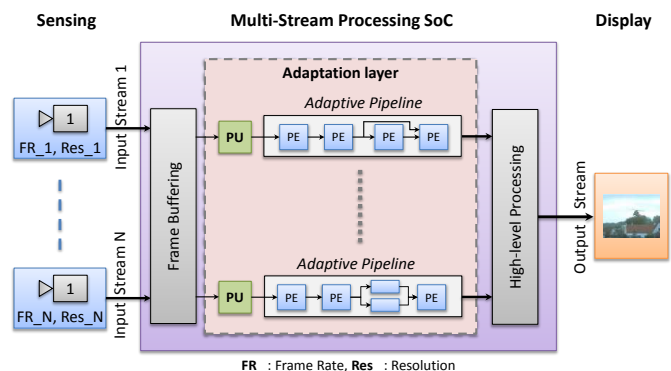 Sensing
Multi-Stream Processing SoC
Display
Adaptation layer
1
FR_1, Res_1
Input Stream 1
Frame Buffering
PU
Adaptive Pipeline
PE
PE
PE
PE
High-level Processing
Output Stream
1
FR_N, Res_N
Input Stream N
PU
Adaptive Pipeline
PE
PE
PE
FR : Frame Rate, Res : Resolution